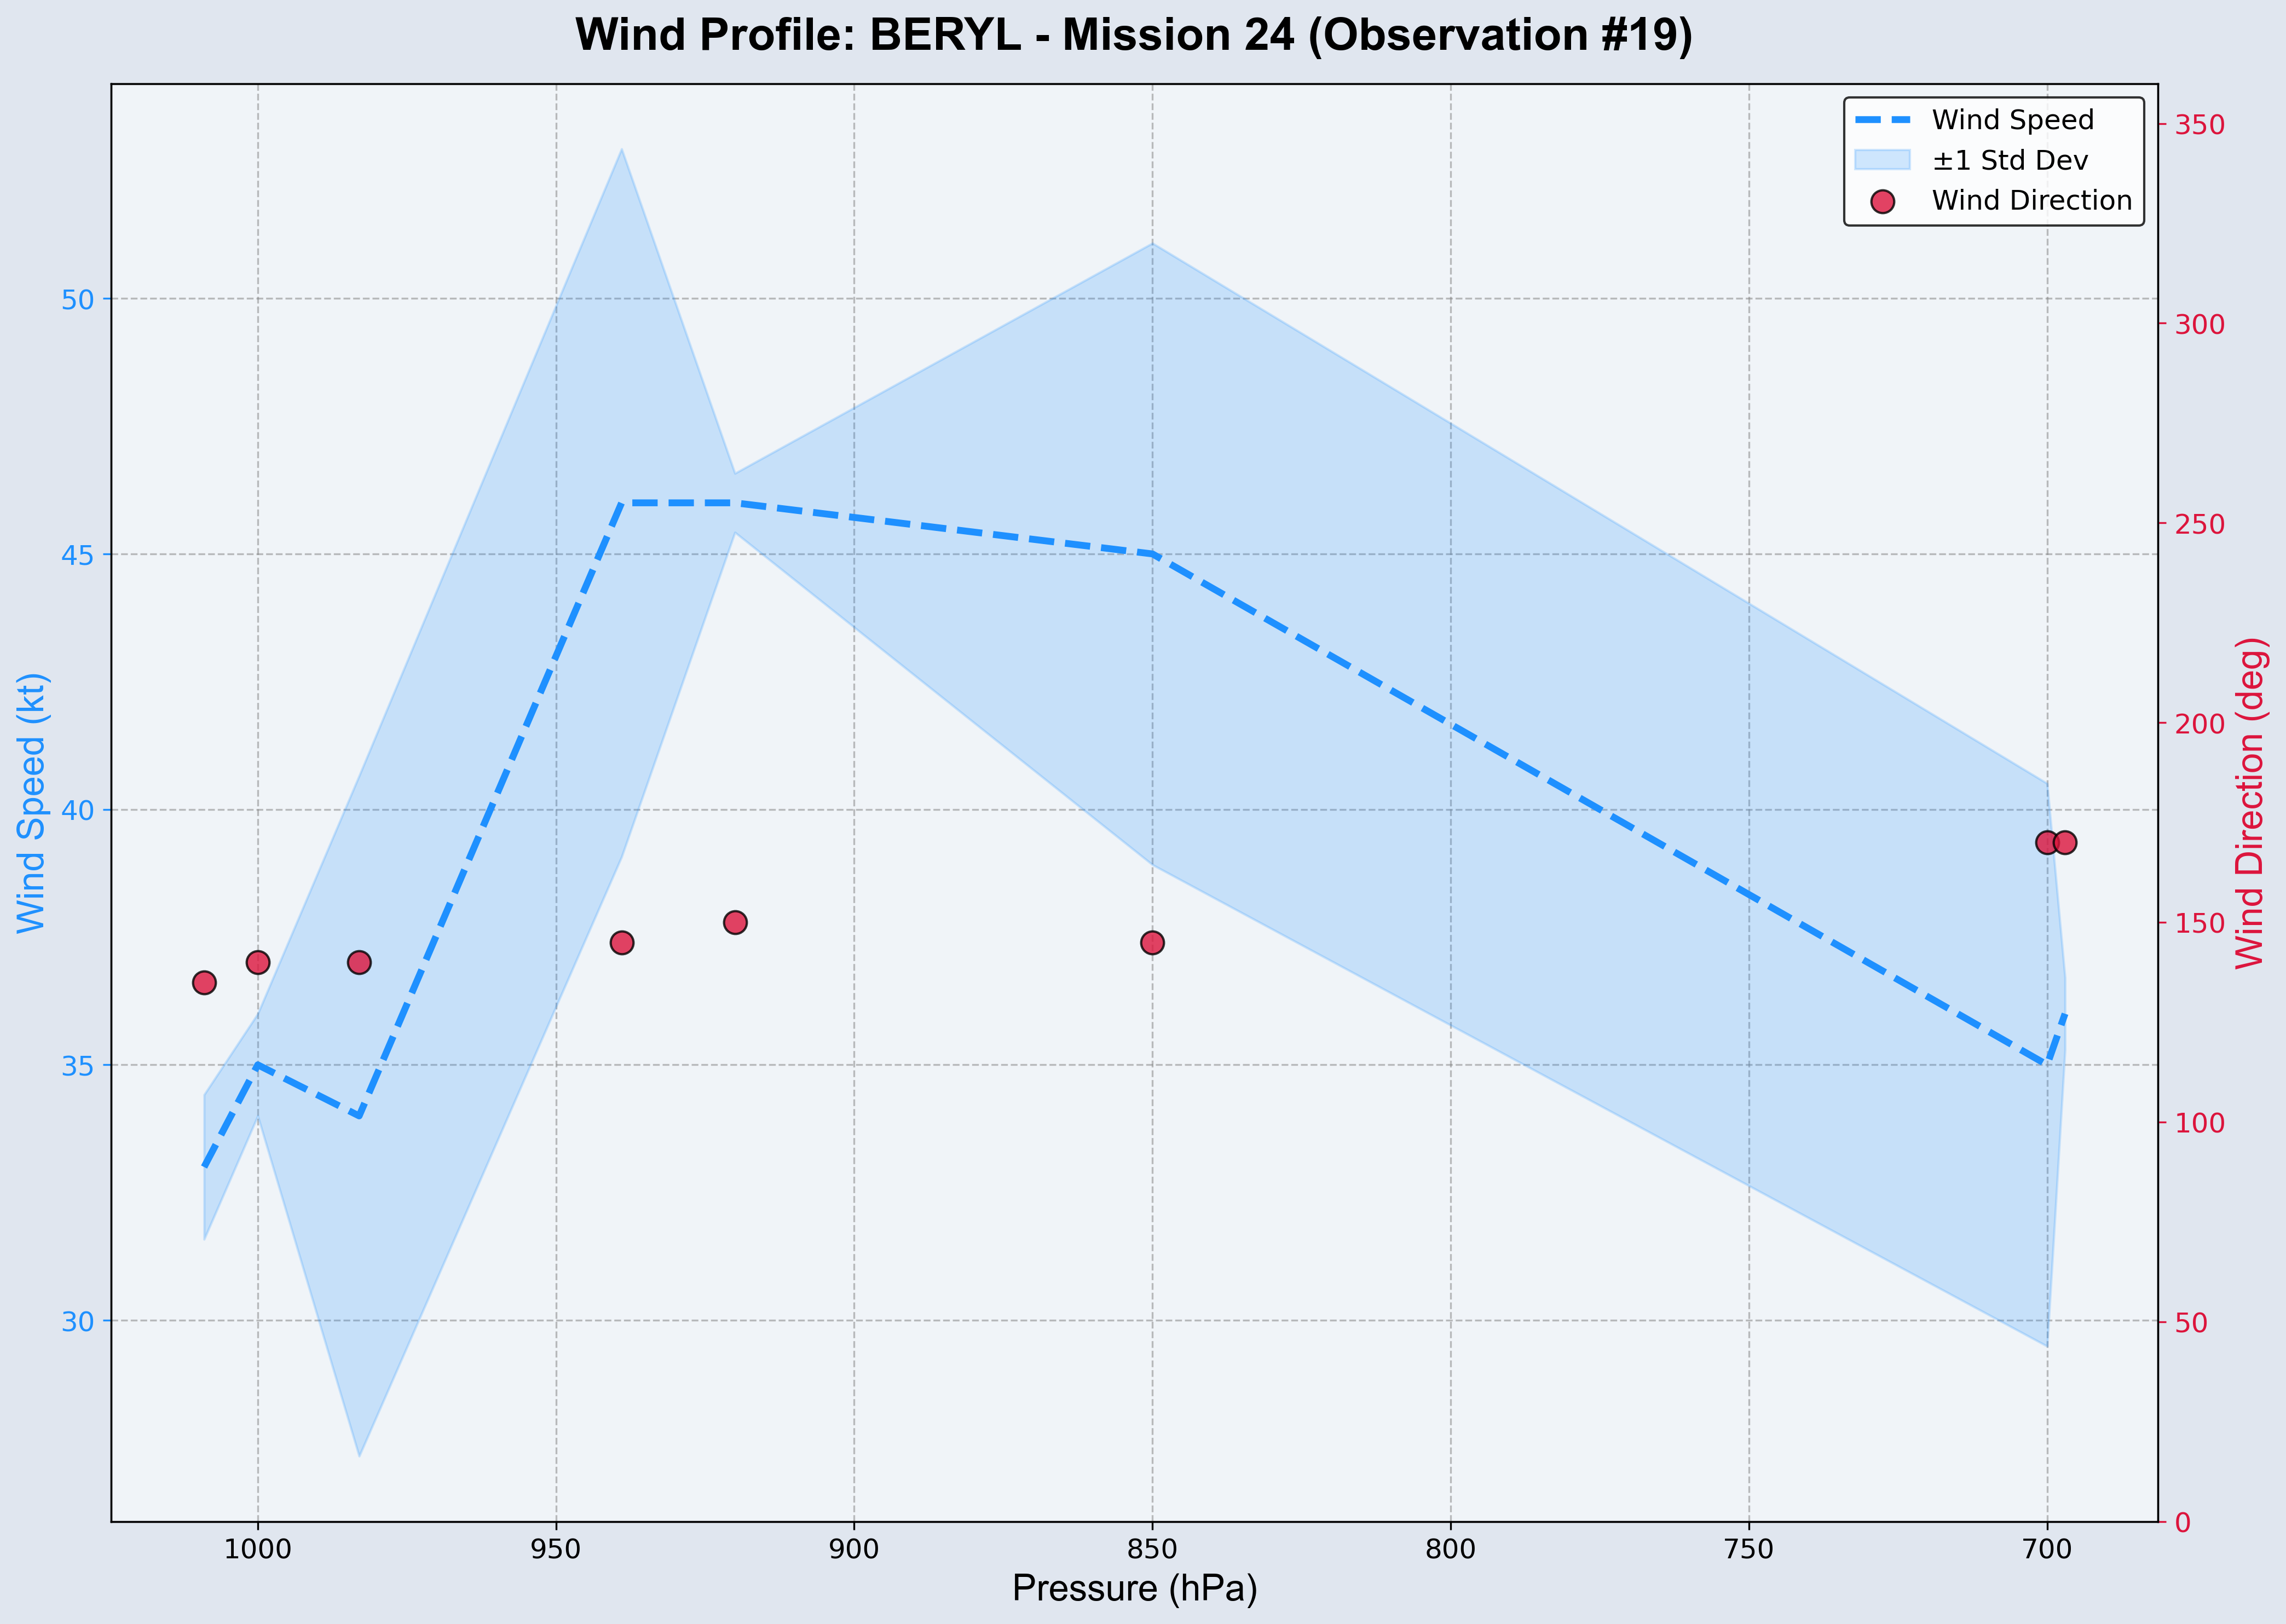 Wind Profile: BERYL - Mission 24 (Observation #19)
Wind Speed
±1 Std Dev
Wind Direction
50
45
40
35
30
Wind Speed (kt)
350
300
250
200
150
100
50
0
Wind Direction (deg)
1000
950
900
850
800
750
700
Pressure (hPa)